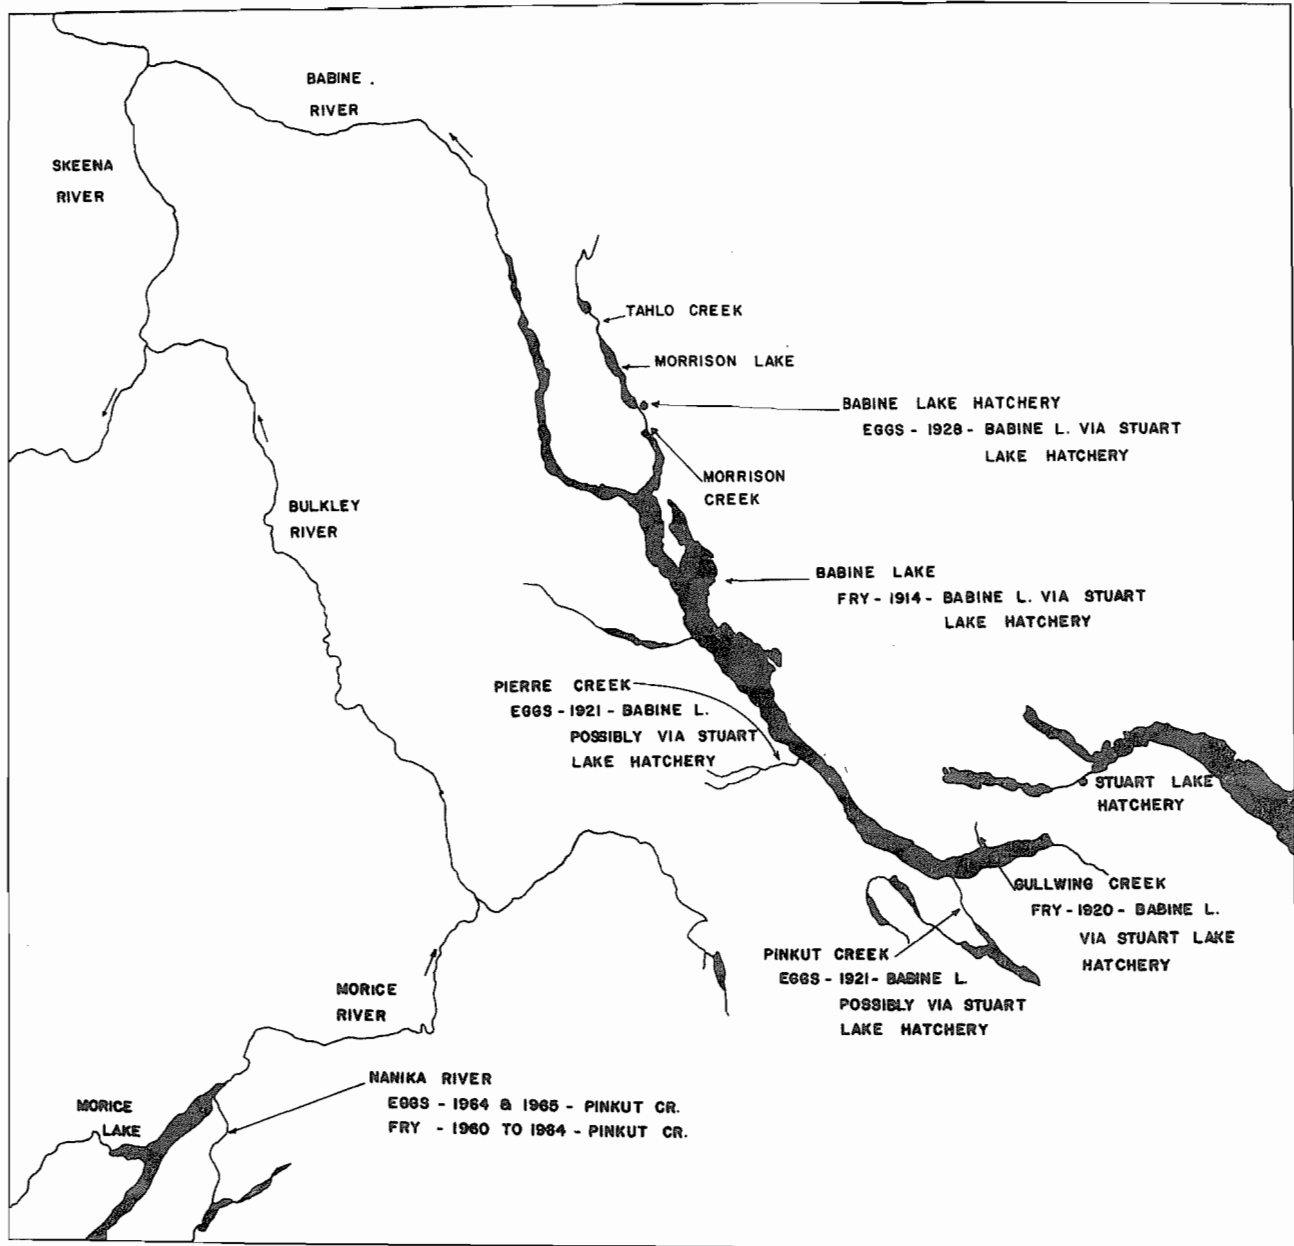 BABINE .
RIVER
SKEENA
RIVER
TAHLO CREEK
MORRISON LAKE
BABINE LAKE HATCHERY
EGGS - 1928 - BABINE L. VIA STUART
LAKE HATCHERY
MORRISON
CREEK
BULKLEY
RIVER
BABINE LAKE
FRY - 1914 - BABINE L. VIA STUART
LAKE HATCHERY
PIERRE CREEK
EGGS - 1921 - BABINE L.
POSSIBLY VIA STUART
LAKE HATCHERY
STUART LAKE
HATCHERY
GULLWING CREEK
FRY - 1920 - BABINE L.
VIA STUART LAKE
HATCHERY
PINKUT CREEK
EGGS - 1921 - BABINE L.
POSSIBLY VIA STUART
LAKE HATCHERY
MORICE
RIVER
NANIKA RIVER
EGGS - 1964 & 1965 - PINKUT CR.
FRY - 1960 TO 1964 - PINKUT CR.
MORICE
LAKE